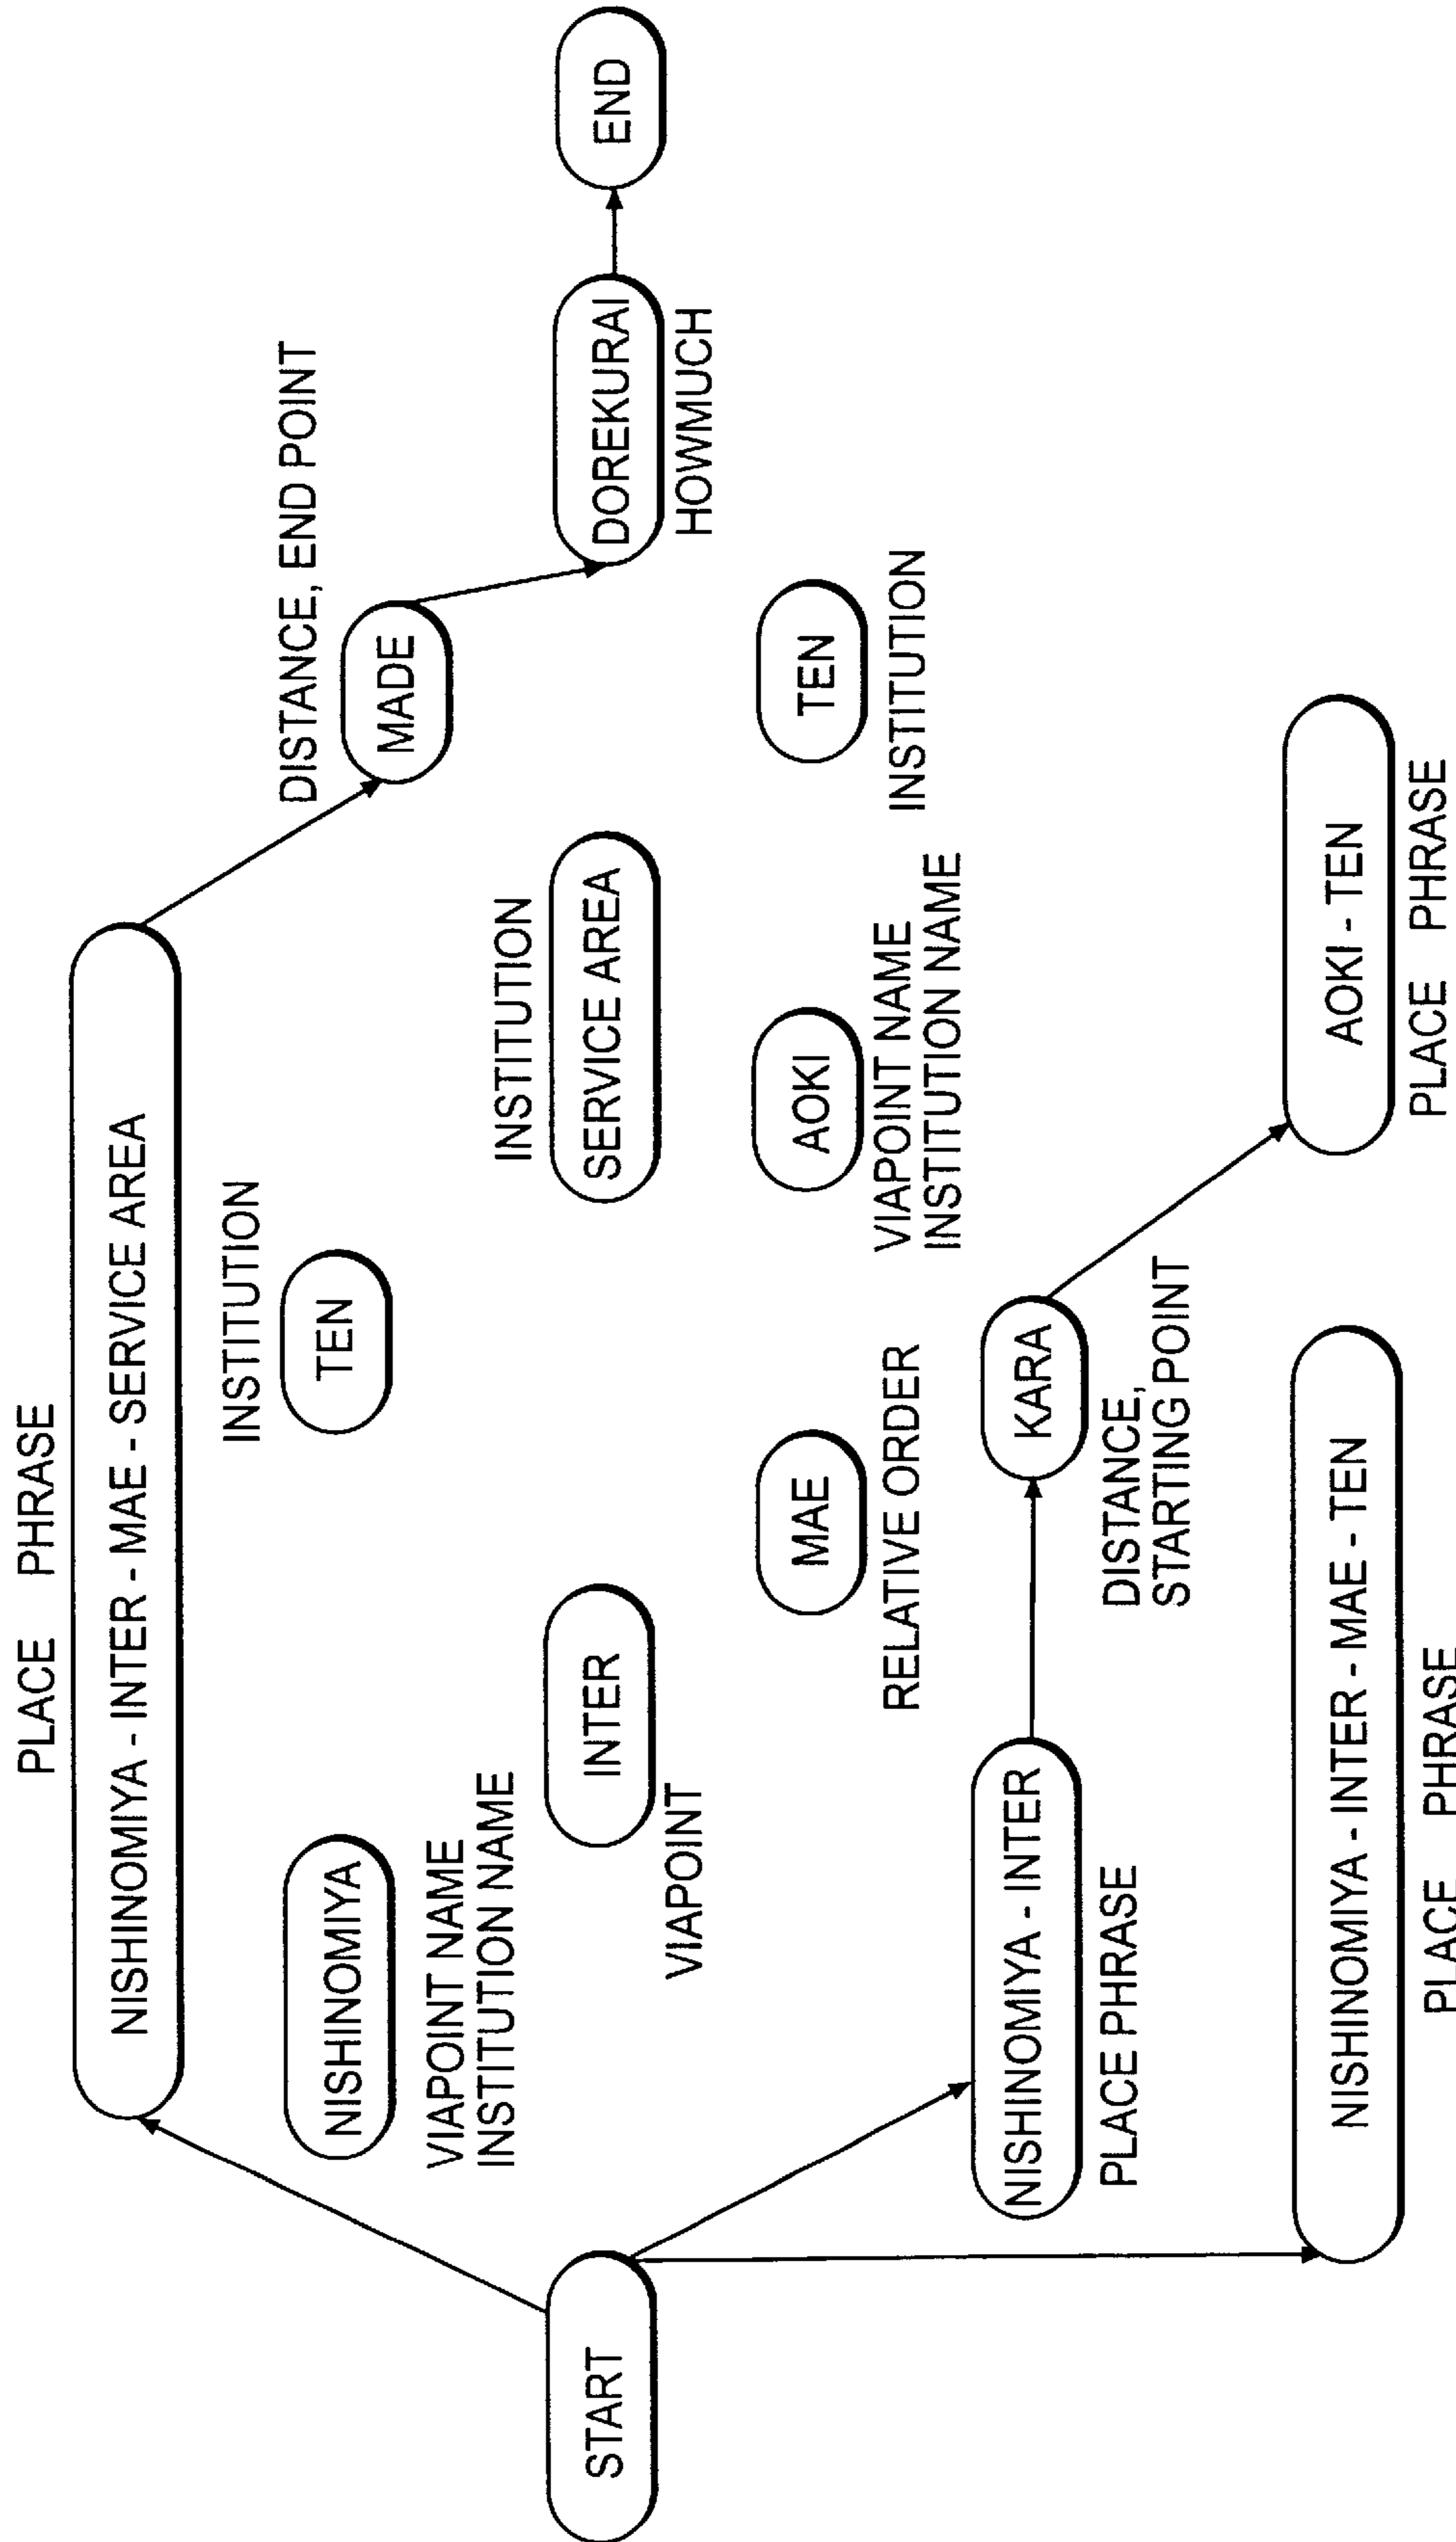 PLACE PHRASE
NISHINOMIYA - INTER - MAE - SERVICE AREA
INSTITUTION
TEN
DISTANCE, END POINT
MADE
NISHINOMIYA
VIAPOINT NAME
INSTITUTION NAME
INSTITUTION
SERVICE AREA
START
INTER
VIAPOINT
DOREKURAI
HOWMUCH
END
MAE
RELATIVE ORDER
AOKI
VIAPOINT NAME
INSTITUTION NAME
TEN
INSTITUTION
NISHINOMIYA - INTER
PLACE PHRASE
KARA
DISTANCE,
STARTING POINT
NISHINOMIYA - INTER - MAE - TEN
PLACE PHRASE
AOKI - TEN
PLACE PHRASE